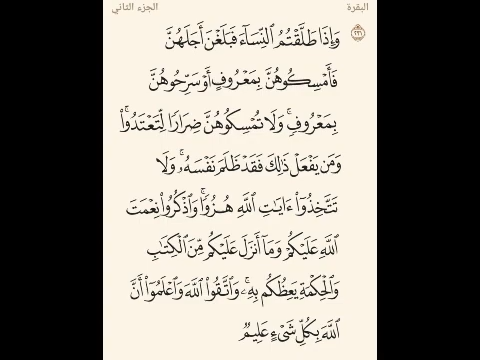 البقرة
الجزء الثاني
٢٣١
وَإِذَا طَلَّقْتُمُ ٱلنِّسَآءَ فَبَلَغْنَ أَجَلَهُنَّ
فَأَمْسِكُوهُنَّ بِمَعْرُوفٍ أَوْ سَرِّحُوهُنَّ
بِمَعْرُوفٍۚ وَلَا تُمْسِكُوهُنَّ ضِرَارًا لِّتَعْتَدُوا۟ۚ
وَمَن يَفْعَلْ ذَٰلِكَ فَقَدْ ظَلَمَ نَفْسَهُۥۚ وَلَا
تَتَّخِذُوٓا۟ ءَايَٰتِ ٱللَّهِ هُزُوًاۚ وَٱذْكُرُوا۟ نِعْمَتَ
ٱللَّهِ عَلَيْكُمْ وَمَآ أَنزَلَ عَلَيْكُم مِّنَ ٱلْكِتَٰبِ
وَٱلْحِكْمَةِ يَعِظُكُم بِهِۦۚ وَٱتَّقُوا۟ ٱللَّهَ وَٱعْلَمُوٓا۟ أَنَّ
ٱللَّهَ بِكُلِّ شَىْءٍ عَلِيمٌ